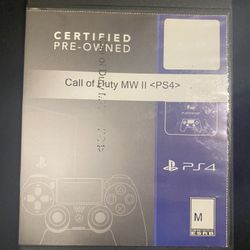 CERTIFIED
PRE-OWNED
Call of Duty MW II <PS4>
PS4
M
ESRB